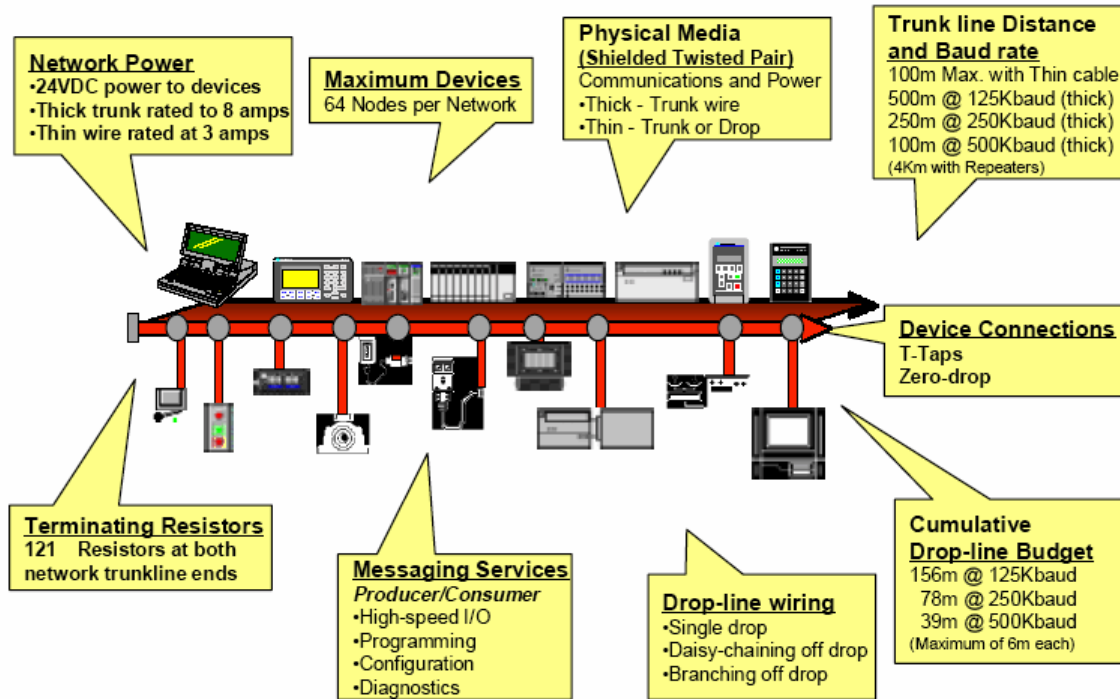 Network Power
•24VDC power to devices
•Thick trunk rated to 8 amps
•Thin wire rated at 3 amps
Maximum Devices
64 Nodes per Network
Physical Media
(Shielded Twisted Pair)
Communications and Power
•Thick - Trunk wire
•Thin - Trunk or Drop
Trunk line Distance
and Baud rate
100m Max. with Thin cable
500m @ 125Kbaud (thick)
250m @ 250Kbaud (thick)
100m @ 500Kbaud (thick)
(4Km with Repeaters)
Device Connections
T-Taps
Zero-drop
Terminating Resistors
121 Resistors at both
network trunkline ends
Messaging Services
Producer/Consumer
•High-speed I/O
•Programming
•Configuration
•Diagnostics
Drop-line wiring
•Single drop
•Daisy-chaining off drop
•Branching off drop
Cumulative
Drop-line Budget
156m @ 125Kbaud
78m @ 250Kbaud
39m @ 500Kbaud
(Maximum of 6m each)